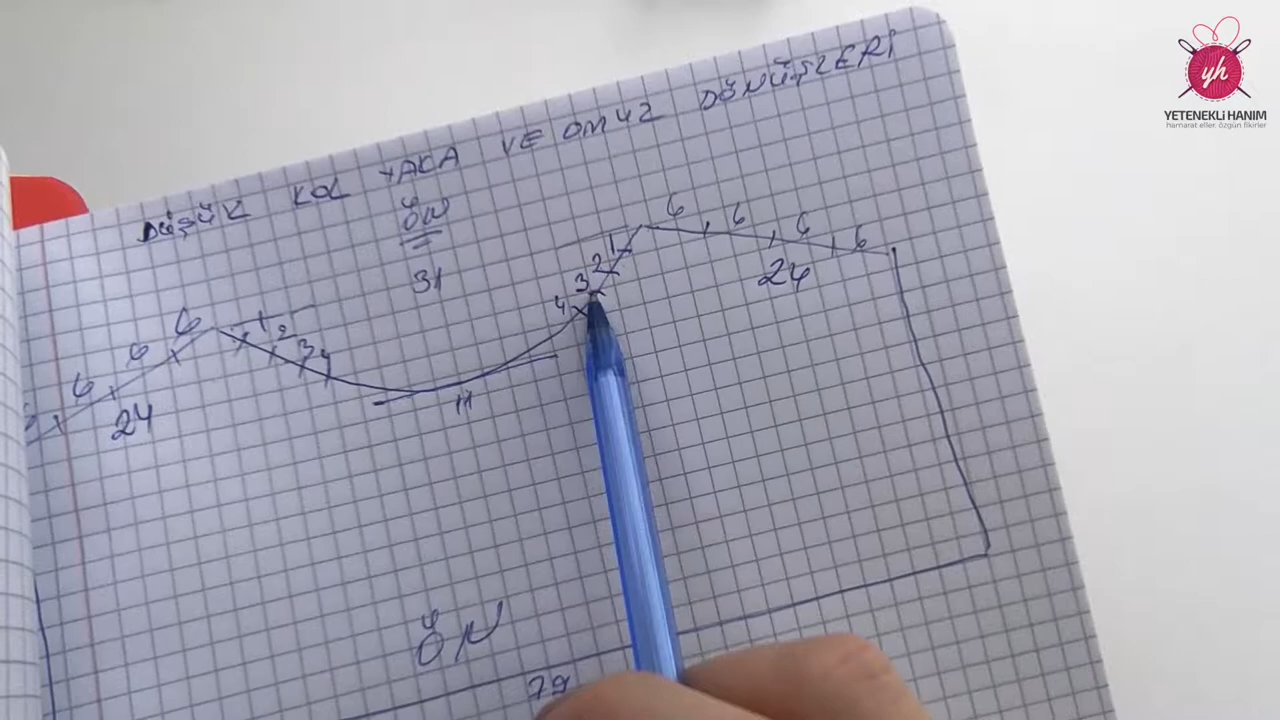 DÜŞÜK KOL YAKA VE OMUZ DÖNÜŞLERİ
ÖN
31
6 6 6 6
24
1 2 3 4
4 3 2 1
6 6 6
24
11
ÖN
79
YETENEKLİ HANIM
hamarat eller. özgün fikirler
yh